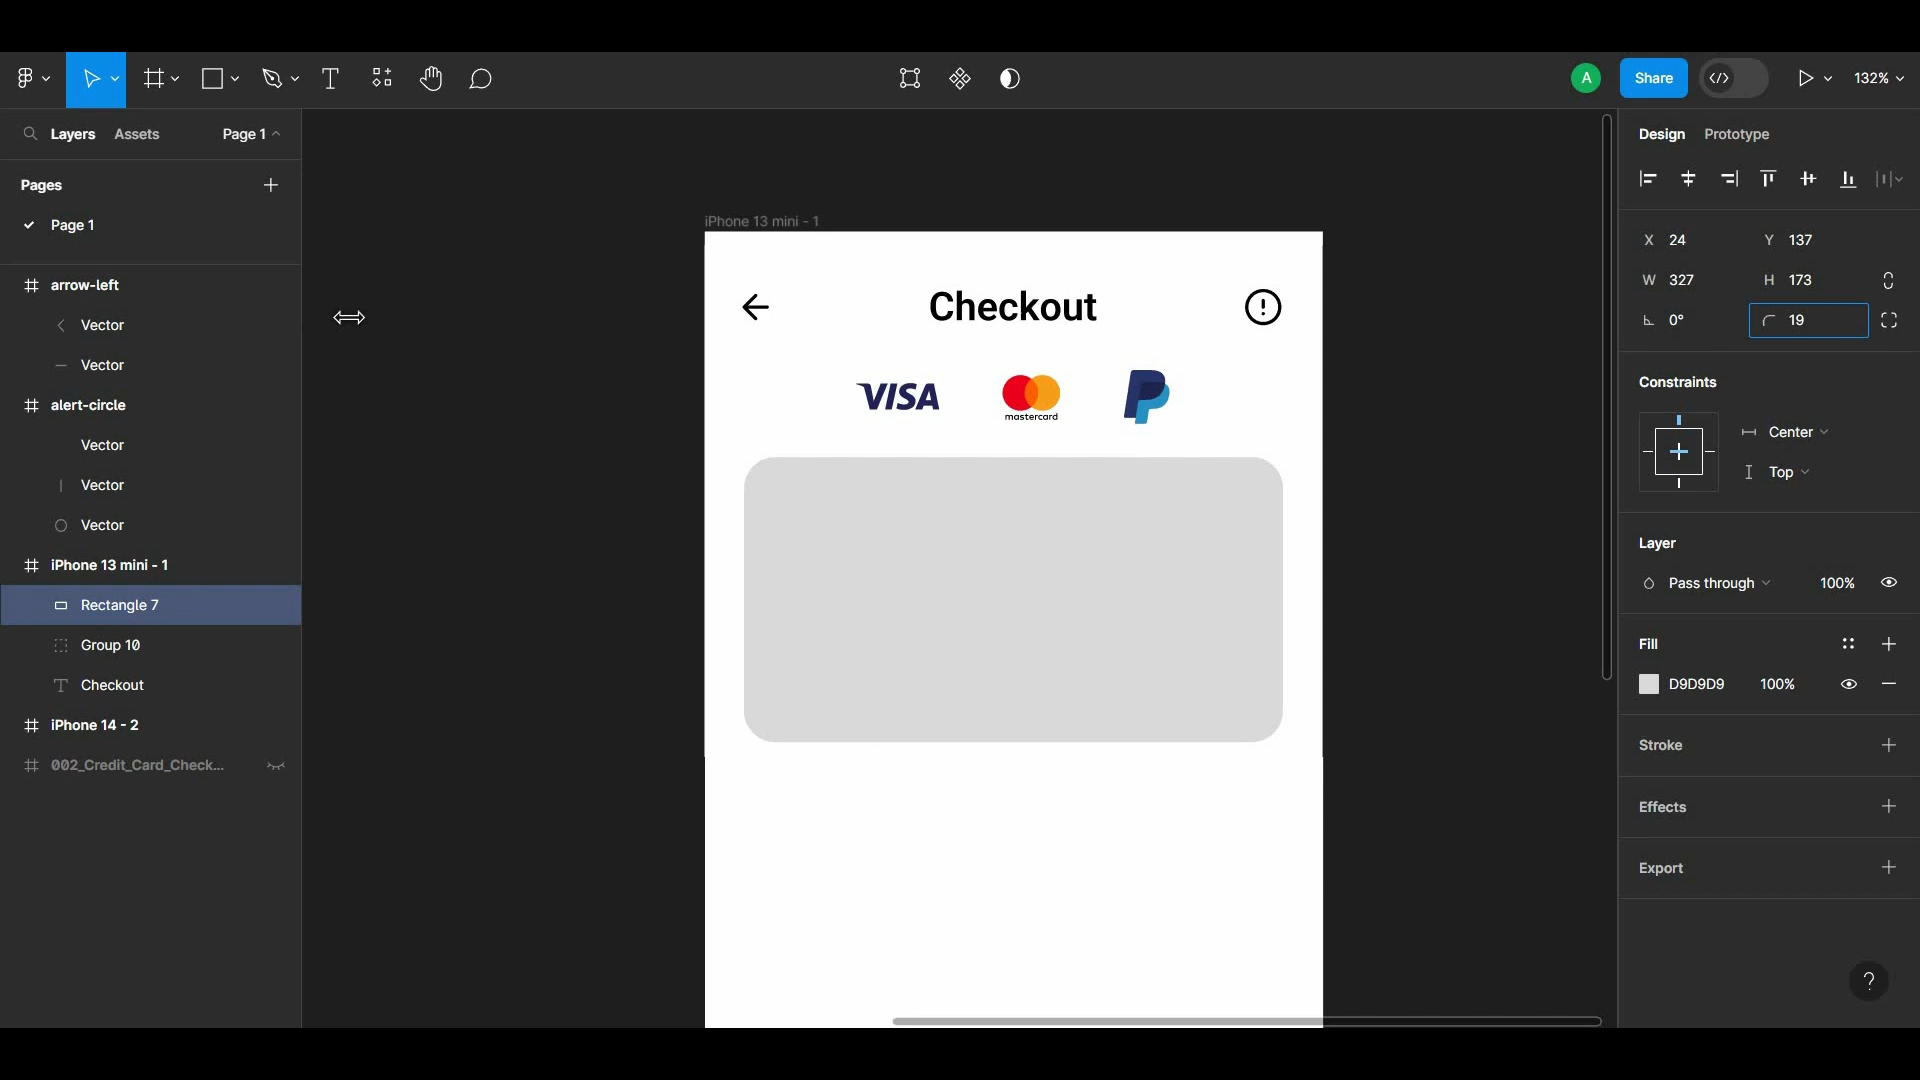 A
Share
132%
Layers
Assets
Page 1
Pages
Page 1
arrow-left
Vector
Vector
alert-circle
Vector
Vector
Vector
iPhone 13 mini - 1
Rectangle 7
Group 10
Checkout
iPhone 14 - 2
002_Credit_Card_Check...
iPhone 13 mini - 1
Checkout
VISA
mastercard
Design
Prototype
X 24
Y 137
W 327
H 173
0°
19
Constraints
Center
Top
Layer
Pass through
100%
Fill
D9D9D9
100%
Stroke
Effects
Export
?